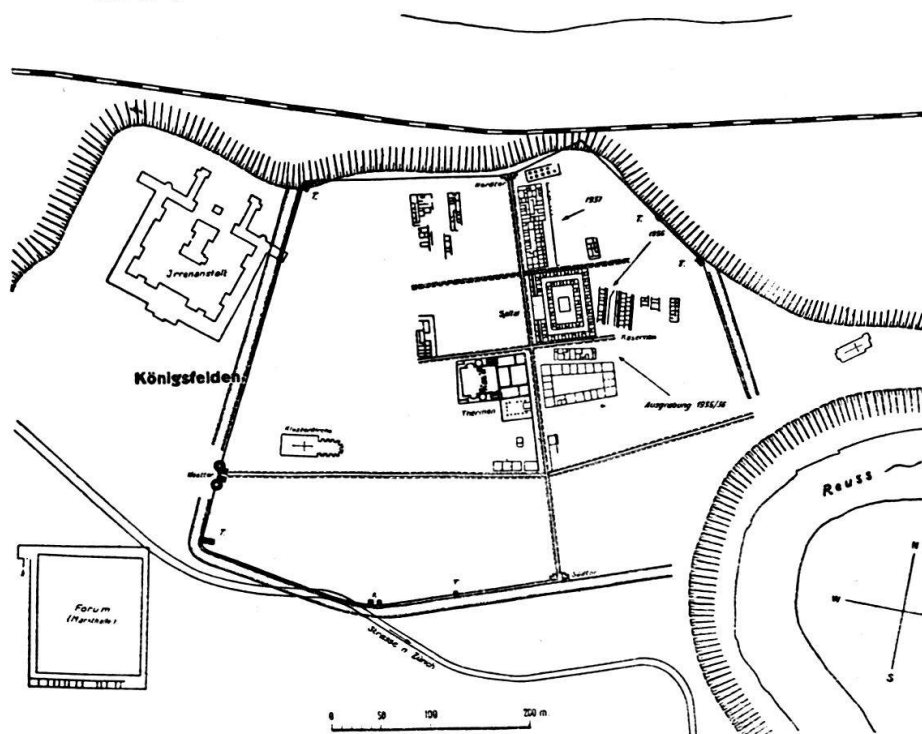 Nordtor
T.
1937
T.
1936
T.
Irrenanstalt
Spital
Kasernen
Königsfelden
Thermen
Ausgrabung 1935/36
Klosterkirche
Westtor
Reuss
T.
N
W
S
Forum
(Markthalle)
T.
Südtor
Strasse n Zürich
0 50 100 200 m